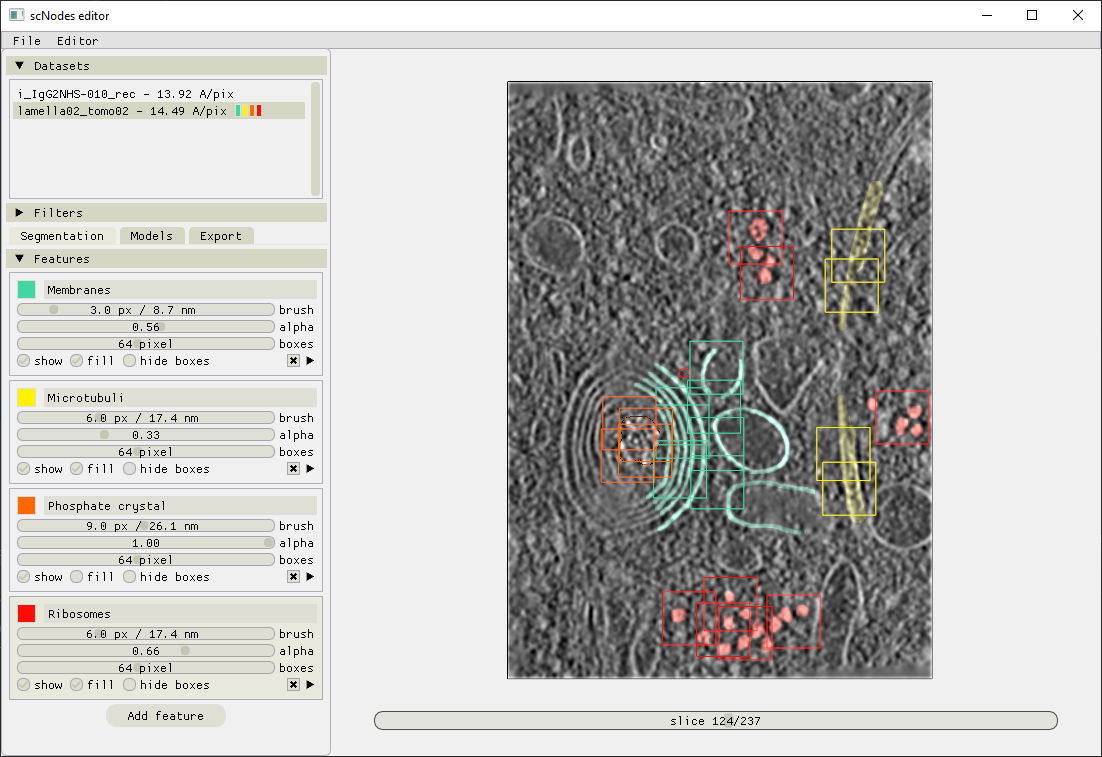 scNodes editor
File Editor
Datasets
i_IgG2NHS-010_rec - 13.92 A/pix
lamella02_tomo02 - 14.49 A/pix
Filters
Segmentation Models Export
Features
Membranes
3.0 px / 8.7 nm brush
0.56 alpha
64 pixel boxes
show fill hide boxes
Microtubuli
6.0 px / 17.4 nm brush
0.33 alpha
64 pixel boxes
show fill hide boxes
Phosphate crystal
9.0 px / 26.1 nm brush
1.00 alpha
64 pixel boxes
show fill hide boxes
Ribosomes
6.0 px / 17.4 nm brush
0.66 alpha
64 pixel boxes
show fill hide boxes
Add feature
slice 124/237